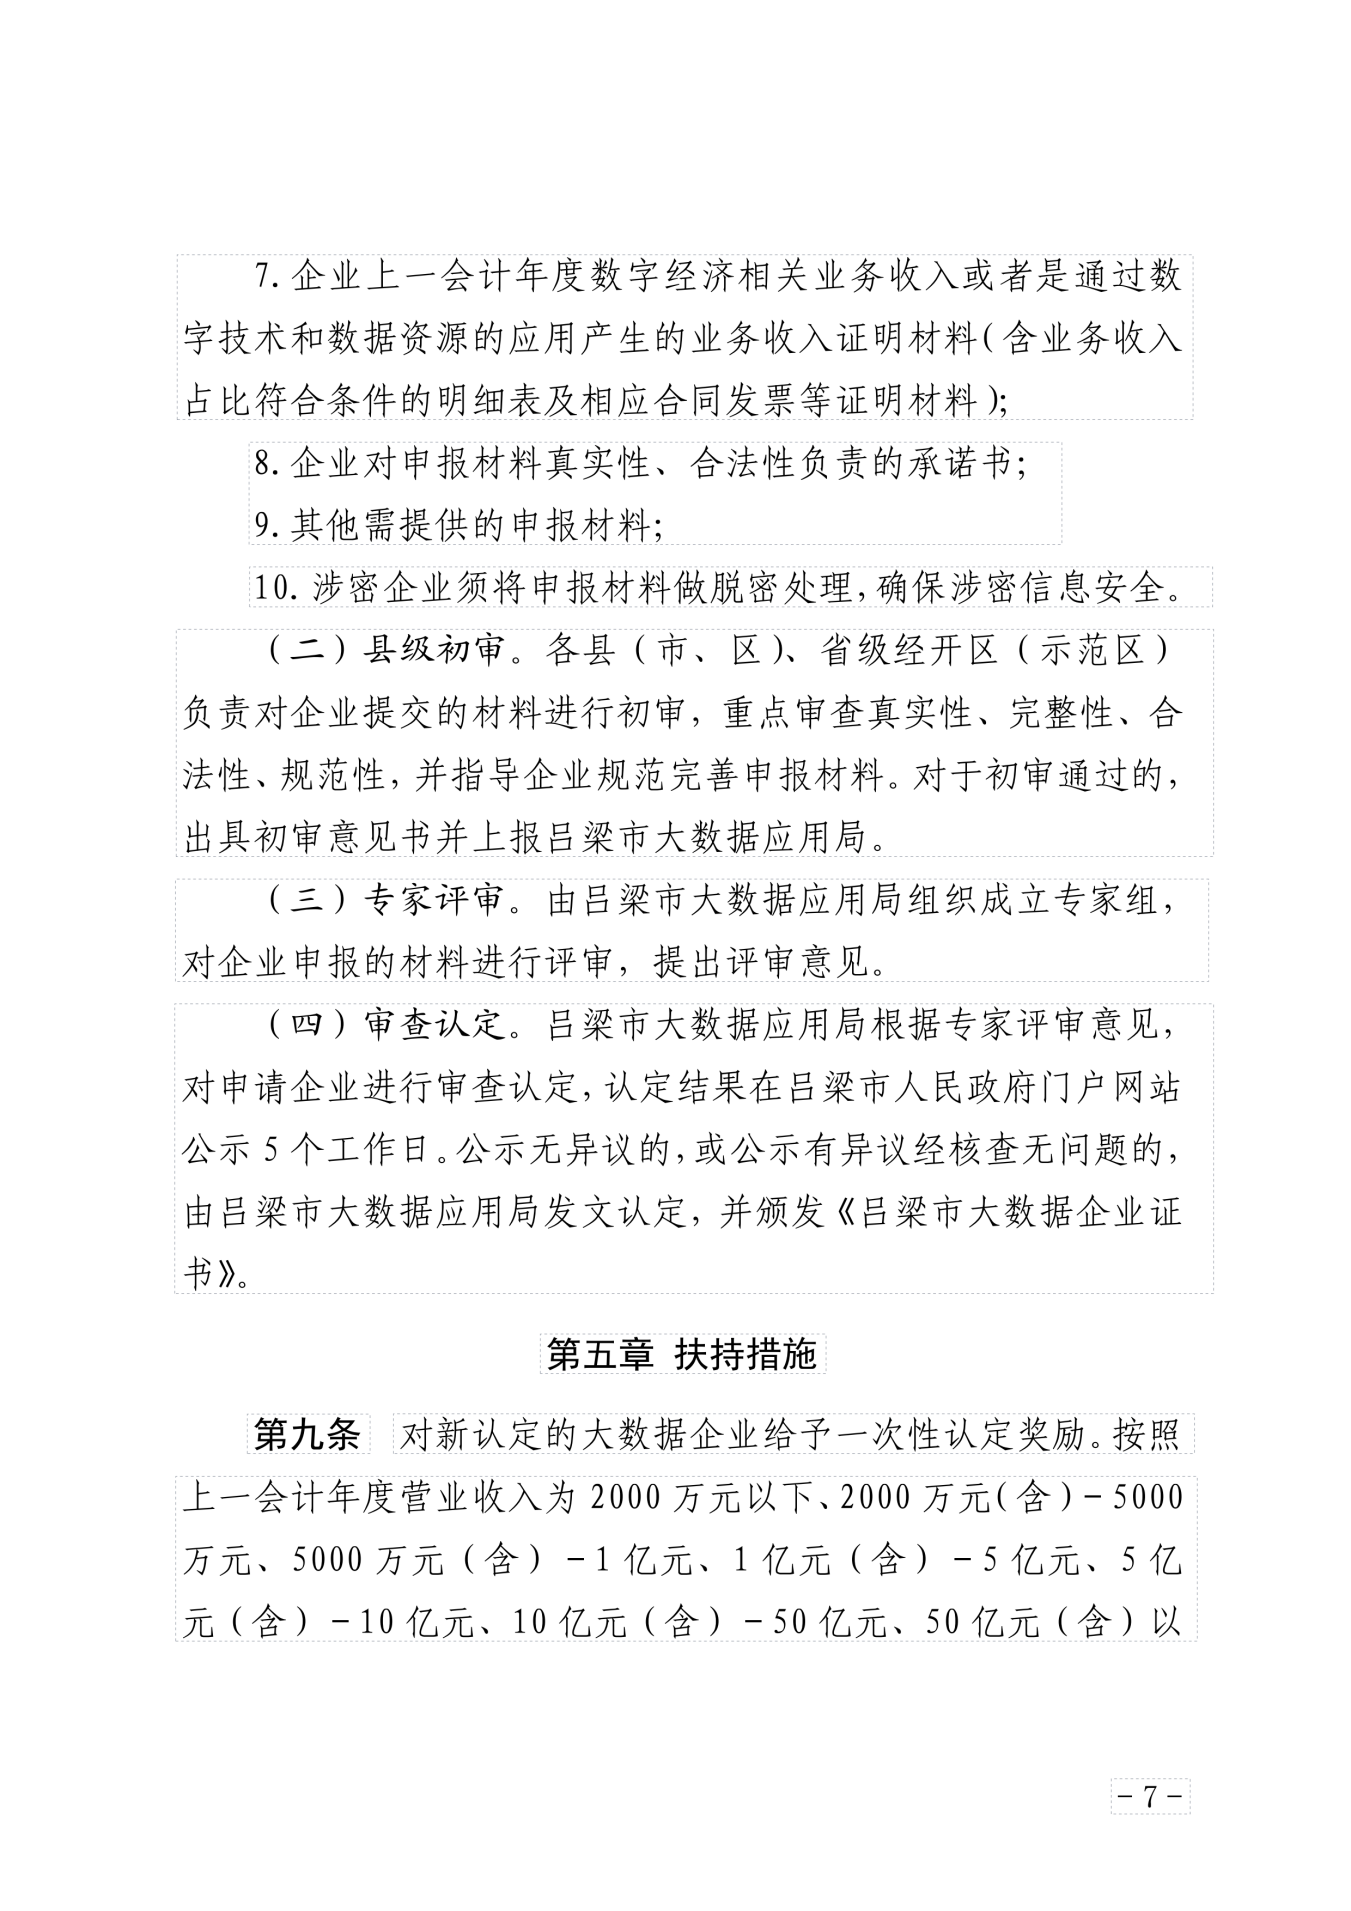 7.企业上一会计年度数字经济相关业务收入或者是通过数
字技术和数据资源的应用产生的业务收入证明材料(含业务收入
占比符合条件的明细表及相应合同发票等证明材料);
8.企业对申报材料真实性、合法性负责的承诺书;
9.其他需提供的申报材料;
10.涉密企业须将申报材料做脱密处理,确保涉密信息安全。
（二）县级初审。各县（市、区)、省级经开区（示范区）
负责对企业提交的材料进行初审，重点审查真实性、完整性、合
法性、规范性,并指导企业规范完善申报材料。对于初审通过的,
出具初审意见书并上报吕梁市大数据应用局。
（三）专家评审。由吕梁市大数据应用局组织成立专家组，
对企业申报的材料进行评审，提出评审意见。
（四）审查认定。吕梁市大数据应用局根据专家评审意见，
对申请企业进行审查认定,认定结果在吕梁市人民政府门户网站
公示 5 个工作日。公示无异议的,或公示有异议经核查无问题的,
由吕梁市大数据应用局发文认定，并颁发《吕梁市大数据企业证
书》。
第五章 扶持措施
第九条 对新认定的大数据企业给予一次性认定奖励。按照
上一会计年度营业收入为 2000 万元以下、2000 万元(含)-5000
万元、5000 万元（含）-1 亿元、1 亿元（含）-5 亿元、5 亿
元（含）-10 亿元、10 亿元（含）-50 亿元、50 亿元（含）以
-7-